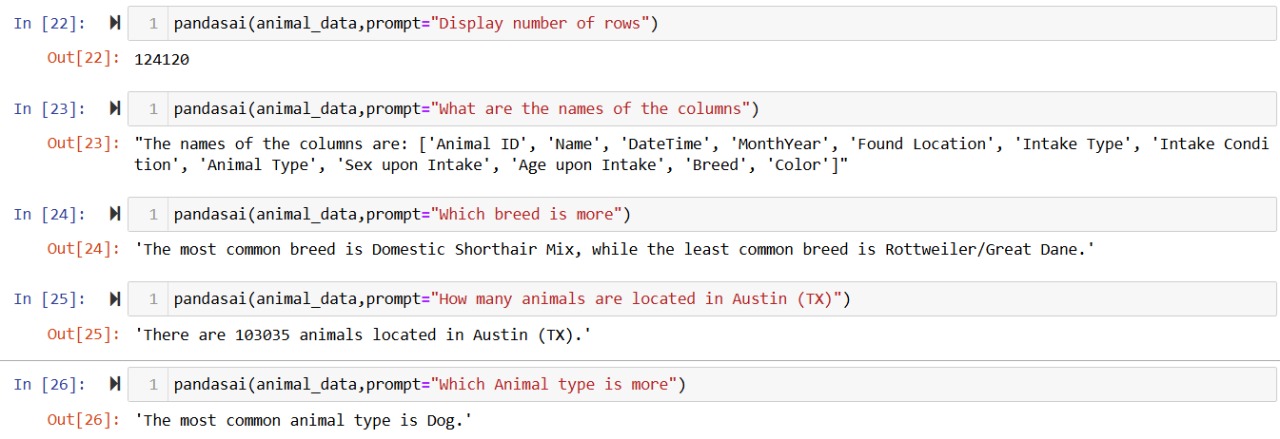 In [22]: 1 pandasai(animal_data,prompt="Display number of rows")
Out[22]: 124120
In [23]: 1 pandasai(animal_data,prompt="What are the names of the columns")
Out[23]: "The names of the columns are: ['Animal ID', 'Name', 'DateTime', 'MonthYear', 'Found Location', 'Intake Type', 'Intake Condi
tion', 'Animal Type', 'Sex upon Intake', 'Age upon Intake', 'Breed', 'Color']"
In [24]: 1 pandasai(animal_data,prompt="Which breed is more")
Out[24]: 'The most common breed is Domestic Shorthair Mix, while the least common breed is Rottweiler/Great Dane.'
In [25]: 1 pandasai(animal_data,prompt="How many animals are located in Austin (TX)")
Out[25]: 'There are 103035 animals located in Austin (TX).'
In [26]: 1 pandasai(animal_data,prompt="Which Animal type is more")
Out[26]: 'The most common animal type is Dog.'